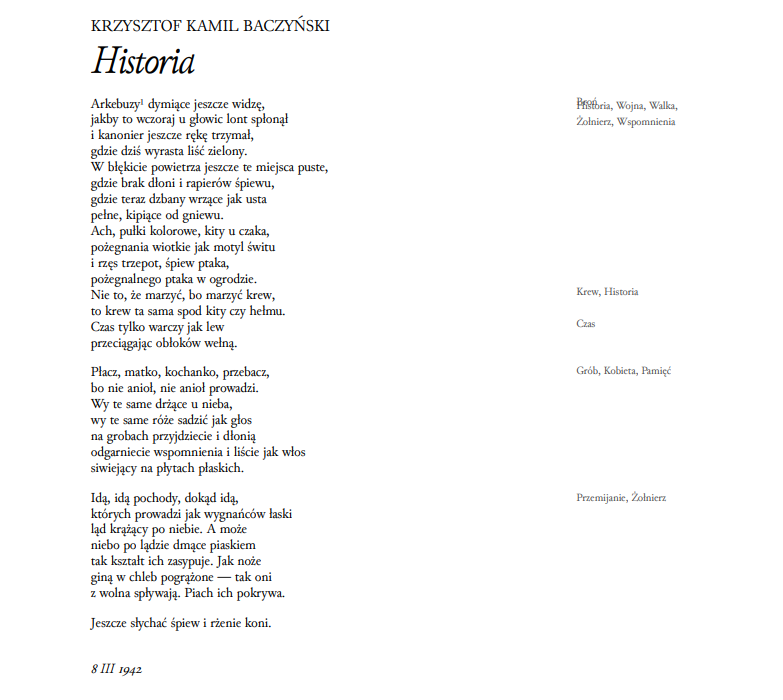 KRZYSZTOF KAMIL BACZYŃSKI
Historia
Arkebuzy¹ dymiące jeszcze widzę,
jakby to wczoraj u głowic lont spłonął
i kanonier jeszcze rękę trzymał,
gdzie dziś wyrasta liść zielony.
W błękicie powietrza jeszcze te miejsca puste,
gdzie brak dłoni i rapierów śpiewu,
gdzie teraz dzbany wrzące jak usta
pełne, kipiące od gniewu.
Ach, pułki kolorowe, kity u czaka,
pożegnania wiotkie jak motyl świtu
i rzęs trzepot, śpiew ptaka,
pożegnalnego ptaka w ogrodzie.
Nie to, że marzyć, bo marzyć krew,
to krew ta sama spod kity czy hełmu.
Czas tylko warczy jak lew
przeciągając obłoków wełną.
Płacz, matko, kochanko, przebacz,
bo nie anioł, nie anioł prowadzi.
Wy te same drżące u nieba,
wy te same róże sadzić jak głos
na grobach przyjdziecie i dłonią
odgarniecie wspomnienia i liście jak włos
siwiejący na płytach płaskich.
Idą, idą pochody, dokąd idą,
których prowadzi jak wygnańców łaski
ląd krążący po niebie. A może
niebo po lądzie dmące piaskiem
tak kształt ich zasypuje. Jak noże
giną w chleb pogrążone — tak oni
z wolna spływają. Piach ich pokrywa.
Jeszcze słychać śpiew i rżenie koni.
8 III 1942
Broń
Historia, Wojna, Walka,
Żołnierz, Wspomnienia
Krew, Historia
Czas
Grób, Kobieta, Pamięć
Przemijanie, Żołnierz